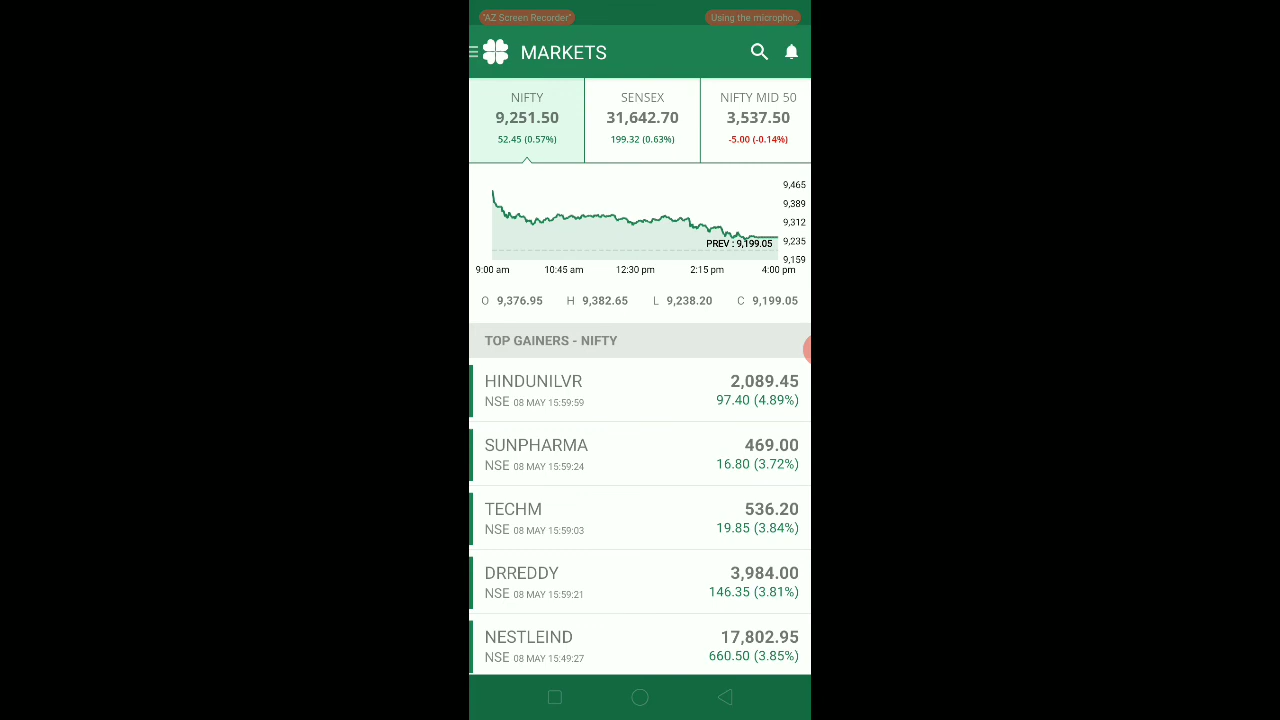 "AZ Screen Recorder"
Using the micropho...
MARKETS
NIFTY
9,251.50
52.45 (0.57%)
SENSEX
31,642.70
199.32 (0.63%)
NIFTY MID 50
3,537.50
-5.00 (-0.14%)
9,465
9,389
9,312
9,235
9,159
PREV : 9,199.05
9:00 am 10:45 am 12:30 pm 2:15 pm 4:00 pm
O 9,376.95 H 9,382.65 L 9,238.20 C 9,199.05
TOP GAINERS - NIFTY
HINDUNILVR 2,089.45
NSE 08 MAY 15:59:59 97.40 (4.89%)
SUNPHARMA 469.00
NSE 08 MAY 15:59:24 16.80 (3.72%)
TECHM 536.20
NSE 08 MAY 15:59:03 19.85 (3.84%)
DRREDDY 3,984.00
NSE 08 MAY 15:59:21 146.35 (3.81%)
NESTLEIND 17,802.95
NSE 08 MAY 15:49:27 660.50 (3.85%)